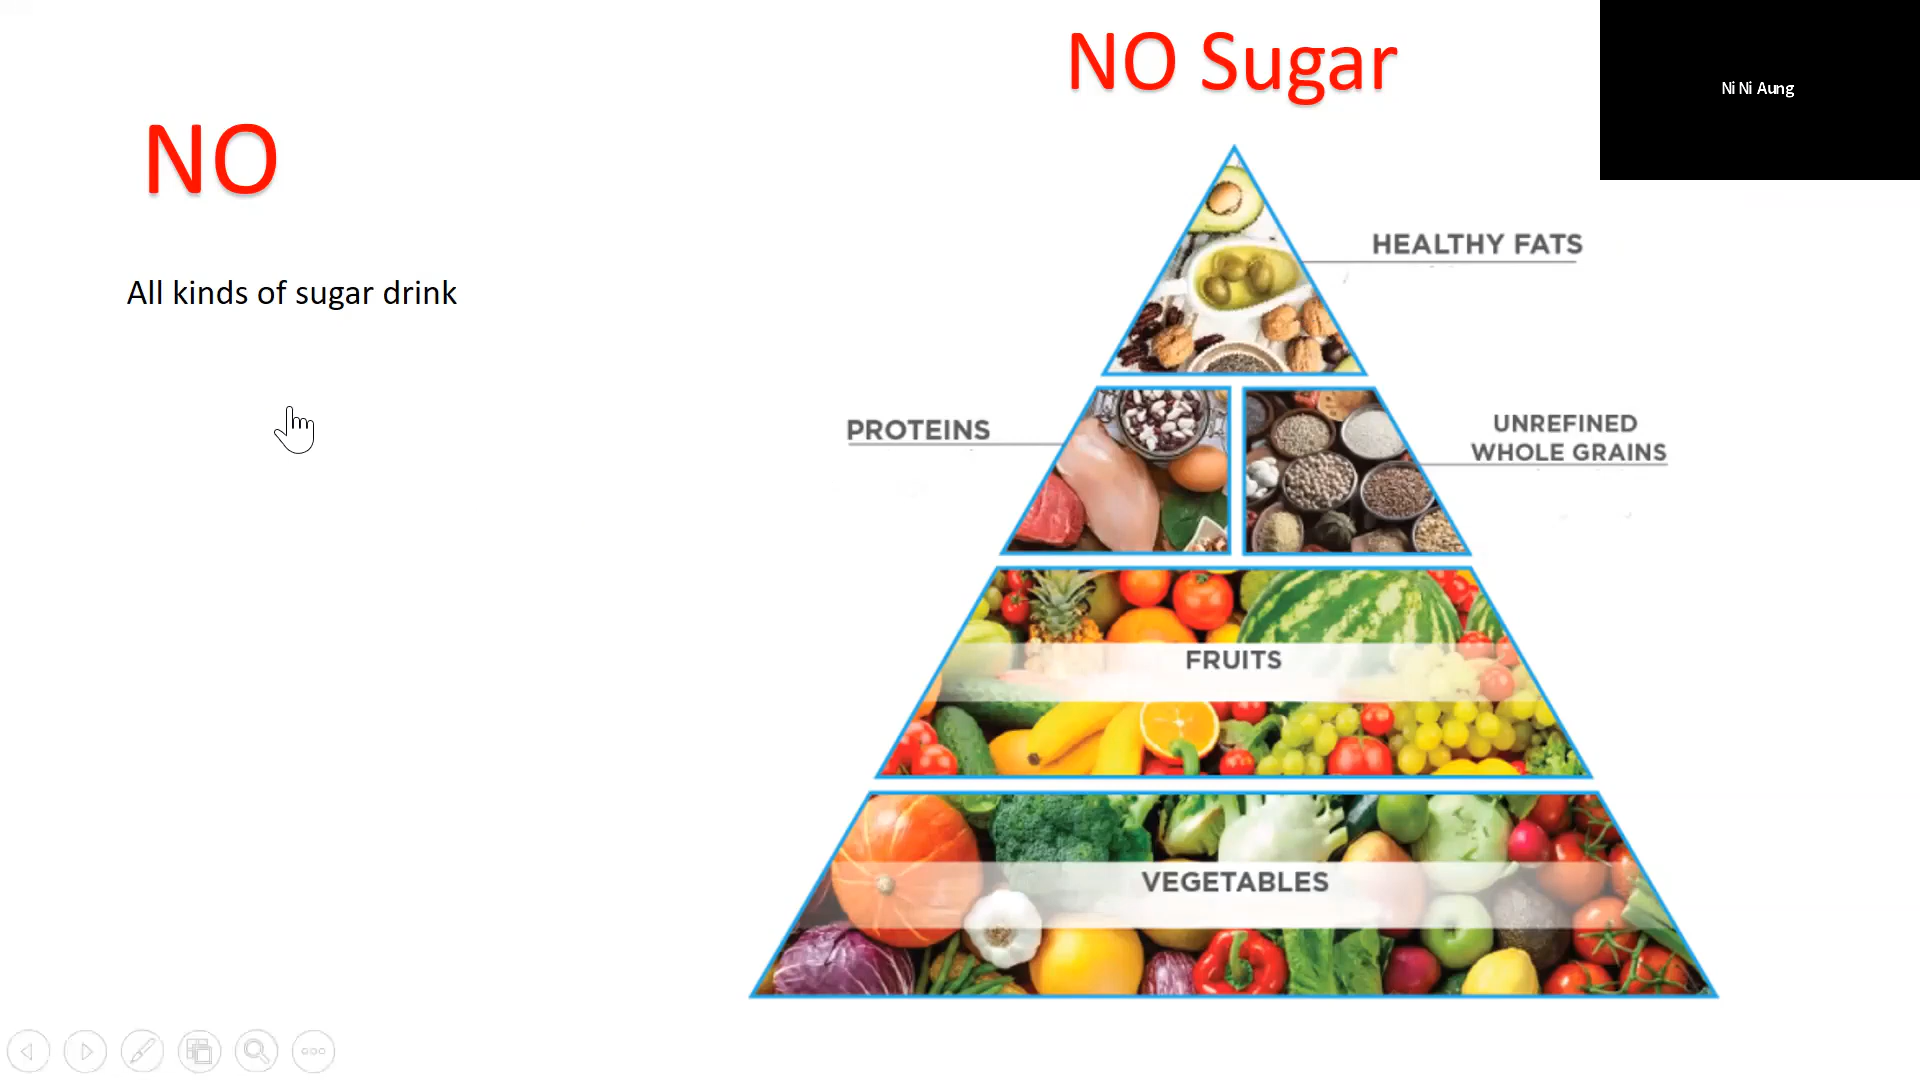 NO Sugar
Ni Ni Aung
NO
All kinds of sugar drink
HEALTHY FATS
PROTEINS
UNREFINED
WHOLE GRAINS
FRUITS
VEGETABLES